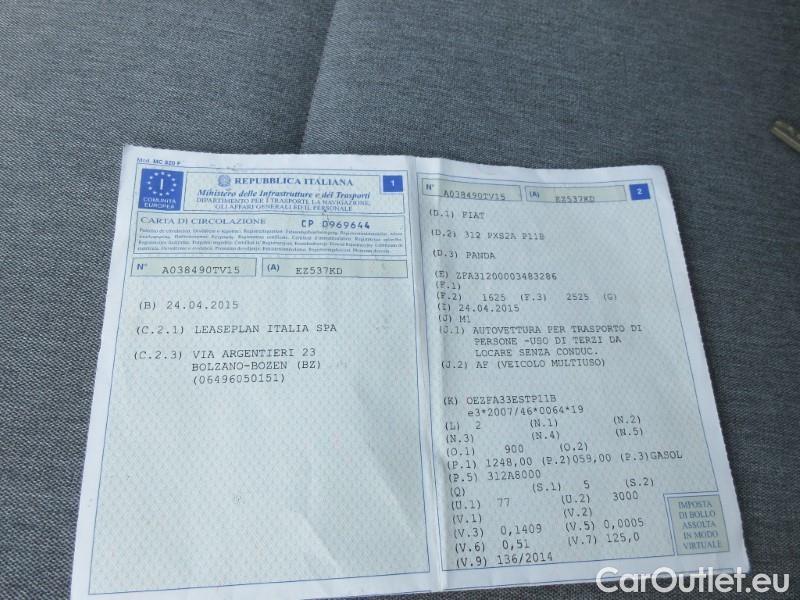 Mod. MC 820 F
I
COMUNITÀ
EUROPEA
REPUBBLICA ITALIANA
Ministero delle Infrastrutture e dei Trasporti
DIPARTIMENTO PER I TRASPORTI, LA NAVIGAZIONE,
GLI AFFARI GENERALI ED IL PERSONALE
1
CARTA DI CIRCOLAZIONE
CP 0969644
N° A038490TV15 (A) EZ537KD
(B) 24.04.2015
(C.2.1) LEASEPLAN ITALIA SPA
(C.2.3) VIA ARGENTIERI 23
BOLZANO-BOZEN (BZ)
(06496050151)
N° A038490TV15 (A) EZ537KD
2
(D.1) FIAT
(D.2) 312 PXS2A P11B
(D.3) PANDA
(E) ZFA31200003483286
(F.1)
(F.2) 1625 (F.3) 2525 (G)
(I) 24.04.2015
(J) M1
(J.1) AUTOVETTURA PER TRASPORTO DI
PERSONE -USO DI TERZI DA
LOCARE SENZA CONDUC.
(J.2) AF (VEICOLO MULTIUSO)
(K) OEZFA33ESTP11B
e3*2007/46*0064*19
(L) 2 (N.1) (N.2)
(N.3) (N.4) (N.5)
(O.1) 900 (O.2)
(P.1) 1248,00 (P.2)059,00 (P.3)GASOL
(P.5) 312A8000
(Q) (S.1) 5 (S.2)
(U.1) 77 (U.2) 3000
(V.1) (V.2)
(V.3) 0,1409 (V.5) 0,0005
(V.6) 0,51 (V.7) 125,0
(V.9) 136/2014
IMPOSTA
DI BOLLO
ASSOLTA
IN MODO
VIRTUALE
CarOutlet.eu